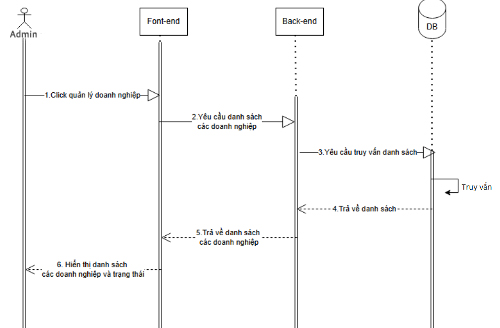 Admin
Font-end
Back-end
DB
1.Click quản lý doanh nghiệp
2.Yêu cầu danh sách
các doanh nghiệp
3.Yêu cầu truy vấn danh sách
Truy vấn
4.Trả về danh sách
5.Trả về danh sách
các doanh nghiệp
6. Hiển thị danh sách
các doanh nghiệp và trạng thái